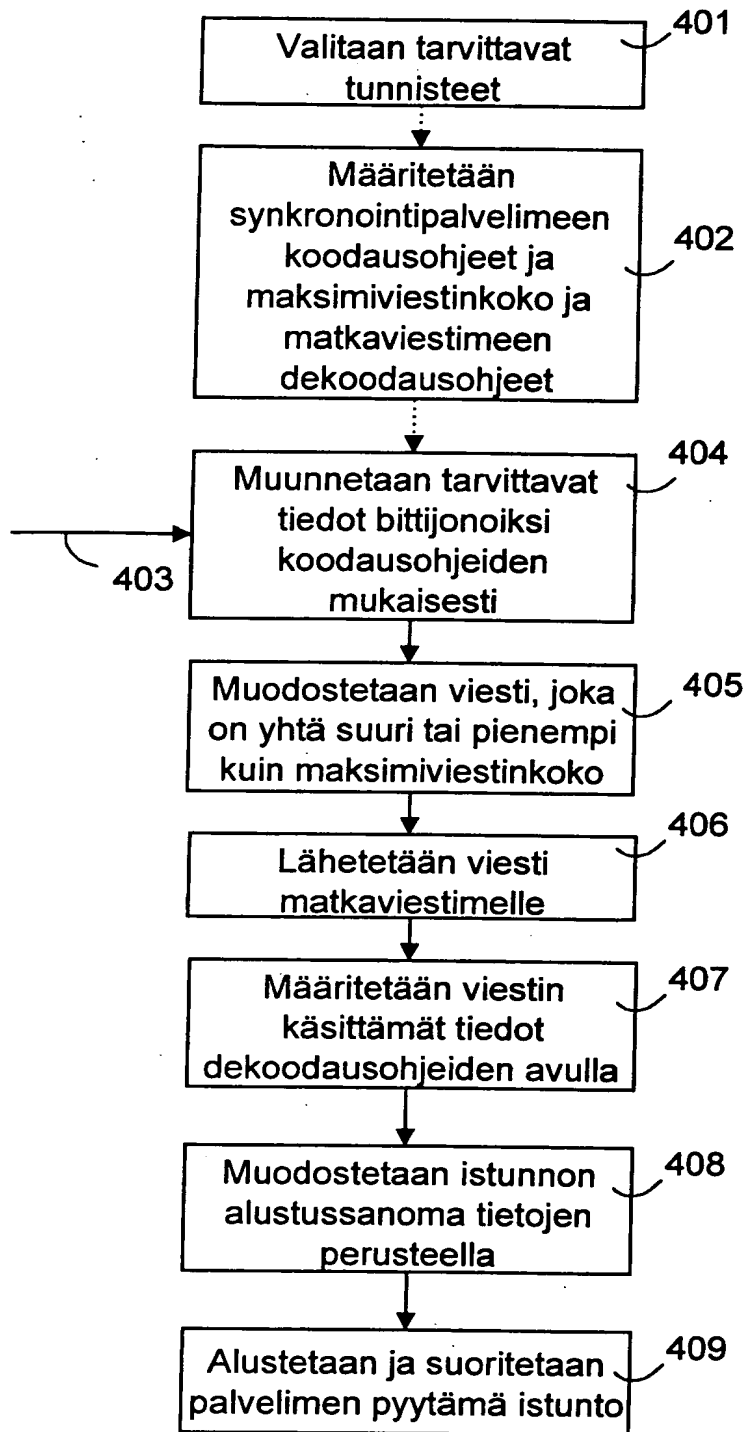 401
Valitaan tarvittavat
tunnisteet
402
Määritetään
synkronointipalvelimeen
koodausohjeet ja
maksimiviestinkoko ja
matkaviestimeen
dekoodausohjeet
403
404
Muunnetaan tarvittavat
tiedot bittijonoiksi
koodausohjeiden
mukaisesti
405
Muodostetaan viesti, joka
on yhtä suuri tai pienempi
kuin maksimiviestinkoko
406
Lähetetään viesti
matkaviestimelle
407
Määritetään viestin
käsittämät tiedot
dekoodausohjeiden avulla
408
Muodostetaan istunnon
alustussanoma tietojen
perusteella
409
Alustetaan ja suoritetaan
palvelimen pyytämä istunto